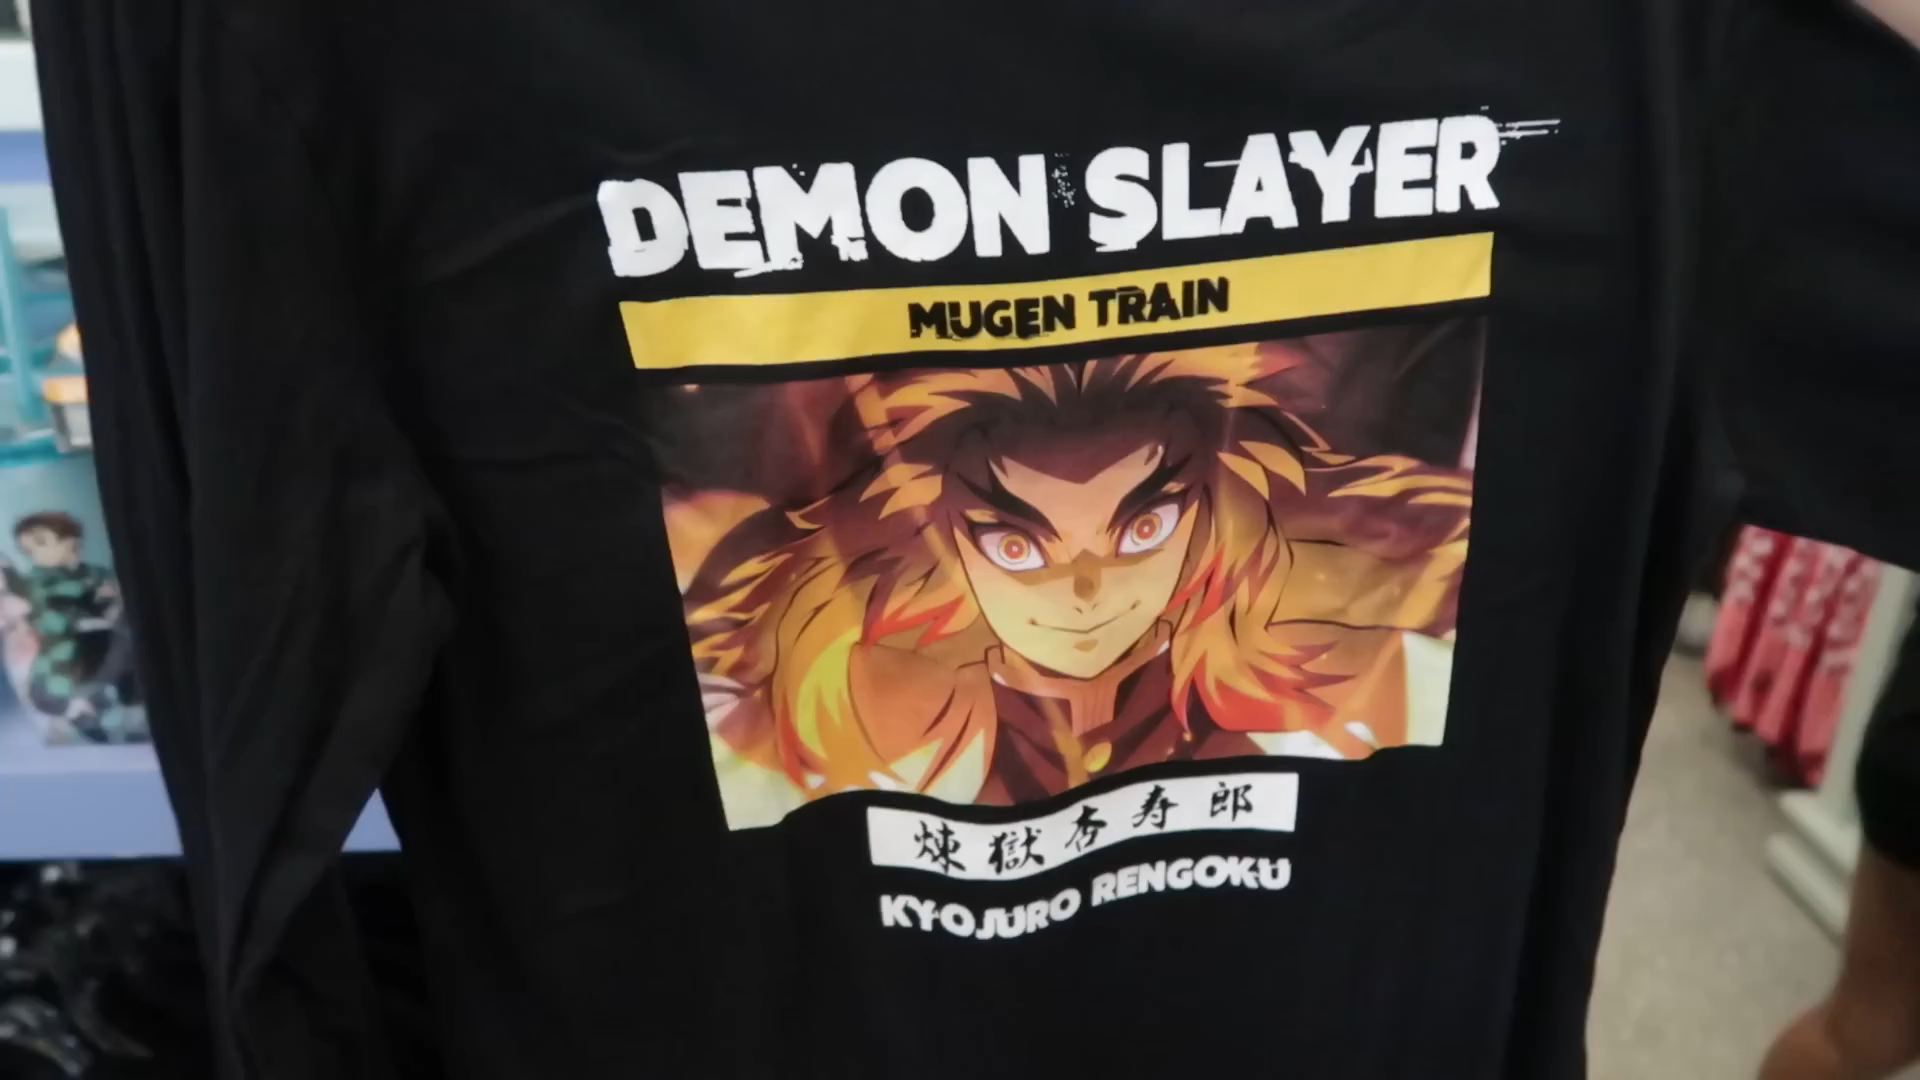 DEMON SLAYER
MUGEN TRAIN
煉獄杏寿郎
KYOJURO RENGOKU